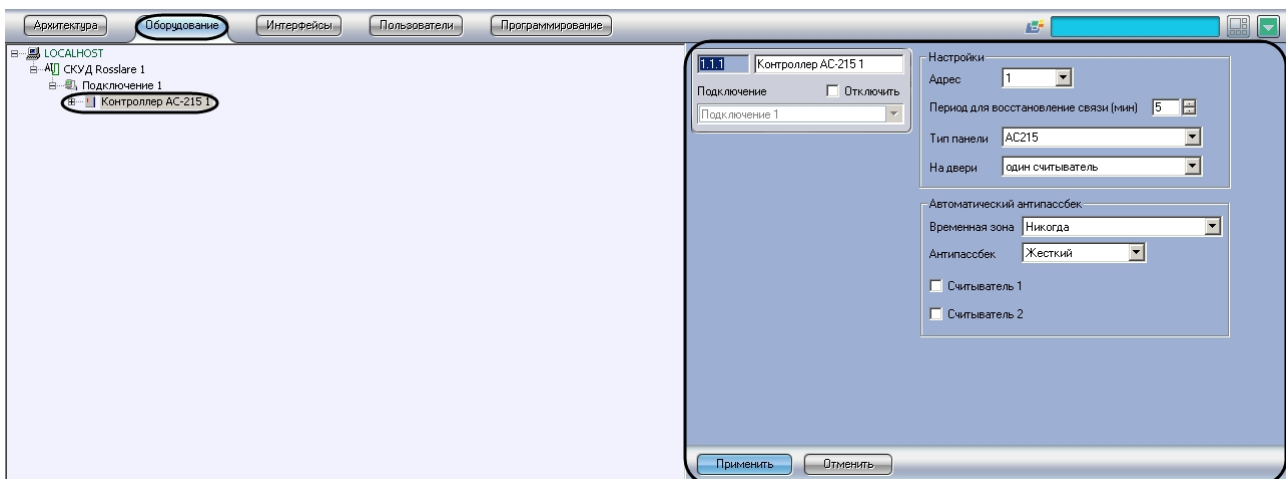 Архитектура Оборудование Интерфейсы Пользователи Программирование
LOCALHOST
СКУД Rosslare 1
Подключение 1
Контроллер AC-215 1
1.1.1 Контроллер AC-215 1
Подключение Отключить
Подключение 1
Настройки
Адрес 1
Период для восстановление связи (мин) 5
Тип панели AC215
На двери один считыватель
Автоматический антипассбек
Временная зона Никогда
Антипассбек Жесткий
Считыватель 1
Считыватель 2
Применить Отменить